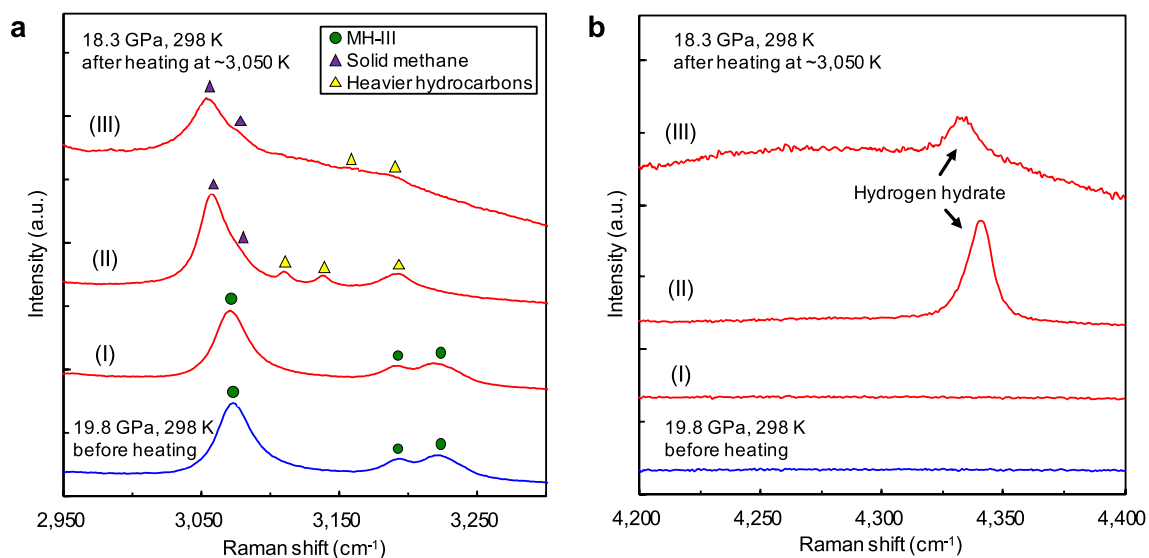 a
18.3 GPa, 298 K
after heating at ~3,050 K
MH-III
Solid methane
Heavier hydrocarbons
(III)
(II)
(I)
19.8 GPa, 298 K
before heating
Intensity (a.u.)
2,950
3,050
3,150
3,250
Raman shift (cm⁻¹)
b
18.3 GPa, 298 K
after heating at ~3,050 K
(III)
Hydrogen hydrate
(II)
(I)
19.8 GPa, 298 K
before heating
Intensity (a.u.)
4,200
4,250
4,300
4,350
4,400
Raman shift (cm⁻¹)